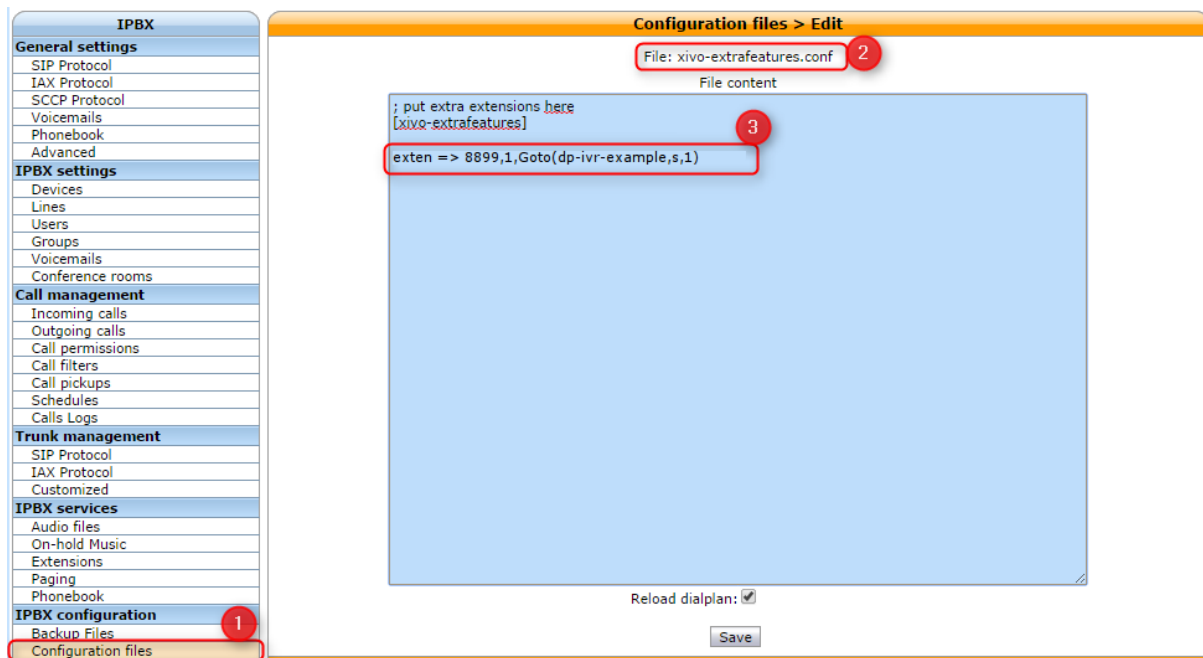 IPBX
General settings
SIP Protocol
IAX Protocol
SCCP Protocol
Voicemails
Phonebook
Advanced
IPBX settings
Devices
Lines
Users
Groups
Voicemails
Conference rooms
Call management
Incoming calls
Outgoing calls
Call permissions
Call filters
Call pickups
Schedules
Calls Logs
Trunk management
SIP Protocol
IAX Protocol
Customized
IPBX services
Audio files
On-hold Music
Extensions
Paging
Phonebook
IPBX configuration
1
Backup Files
Configuration files
Configuration files > Edit
File: xivo-extrafeatures.conf
2
File content
; put extra extensions here
[xivo-extrafeatures]
3
exten => 8899,1,Goto(dp-ivr-example,s,1)
Reload dialplan:
Save